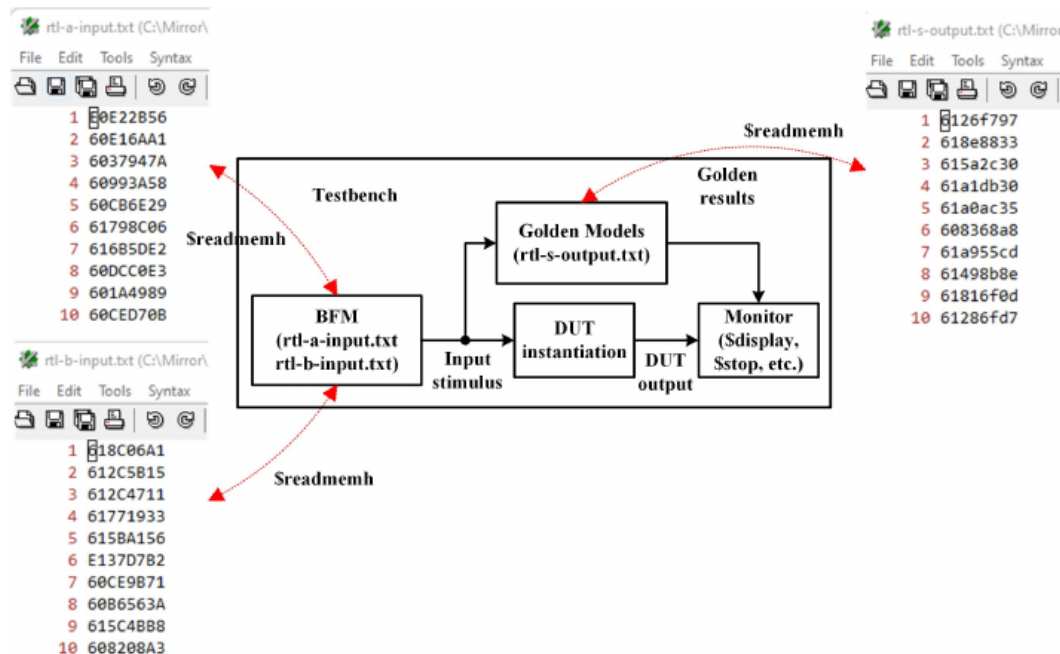 rtl-a-input.txt (C:\Mirror\
File Edit Tools Syntax
1 E0E22B56
2 60E16AA1
3 6037947A
4 60993A58
5 60CB6E29
6 61798C06
7 616B5DE2
8 60DCC0E3
9 601A4989
10 60CED70B
rtl-b-input.txt (C:\Mirror\
File Edit Tools Syntax
1 618C06A1
2 612C5B15
3 612C4711
4 61771933
5 615BA156
6 E137D7B2
7 60CE9B71
8 60B6563A
9 615C4BB8
10 608208A3
$readmemh
$readmemh
Testbench
BFM
(rtl-a-input.txt
rtl-b-input.txt)
Input
stimulus
Golden Models
(rtl-s-output.txt)
DUT
instantiation
DUT
output
Golden
results
Monitor
($display,
$stop, etc.)
$readmemh
rtl-s-output.txt (C:\Mirror
File Edit Tools Syntax
1 6126f797
2 618e8833
3 615a2c30
4 61a1db30
5 61a0ac35
6 608368a8
7 61a955cd
8 61498b8e
9 61816f0d
10 61286fd7